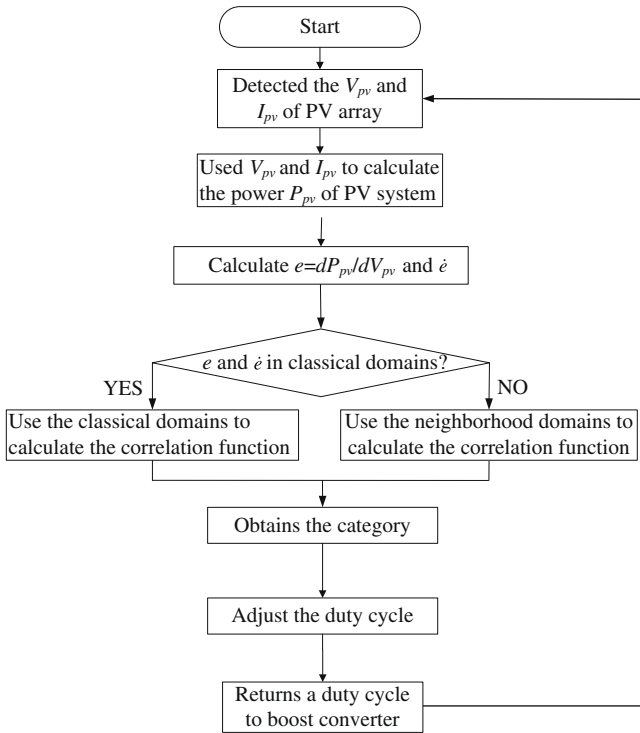 Start
Detected the Vpv and
Ipv of PV array
Used Vpv and Ipv to calculate
the power Ppv of PV system
Calculate e=dPpv/dVpv and ė
e and ė in classical domains?
YES
NO
Use the classical domains to
calculate the correlation function
Use the neighborhood domains to
calculate the correlation function
Obtains the category
Adjust the duty cycle
Returns a duty cycle
to boost converter